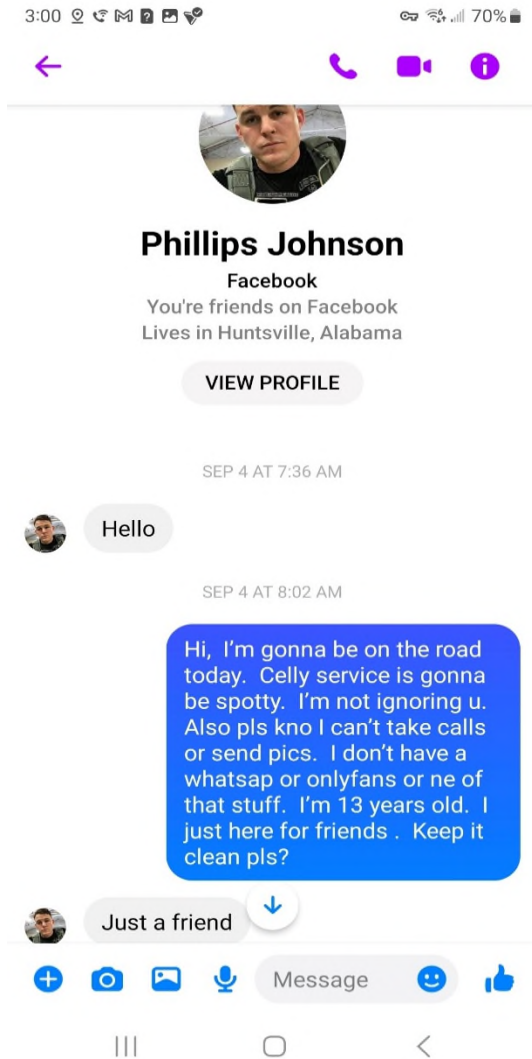 3:00
70%
Phillips Johnson
Facebook
You're friends on Facebook
Lives in Huntsville, Alabama
VIEW PROFILE
SEP 4 AT 7:36 AM
Hello
SEP 4 AT 8:02 AM
Hi,  I'm gonna be on the road
today.  Celly service is gonna
be spotty.  I'm not ignoring u.
Also pls kno I can't take calls
or send pics.  I don't have a
whatsap or onlyfans or ne of
that stuff.  I'm 13 years old.  I
just here for friends .  Keep it
clean pls?
Just a friend
Message